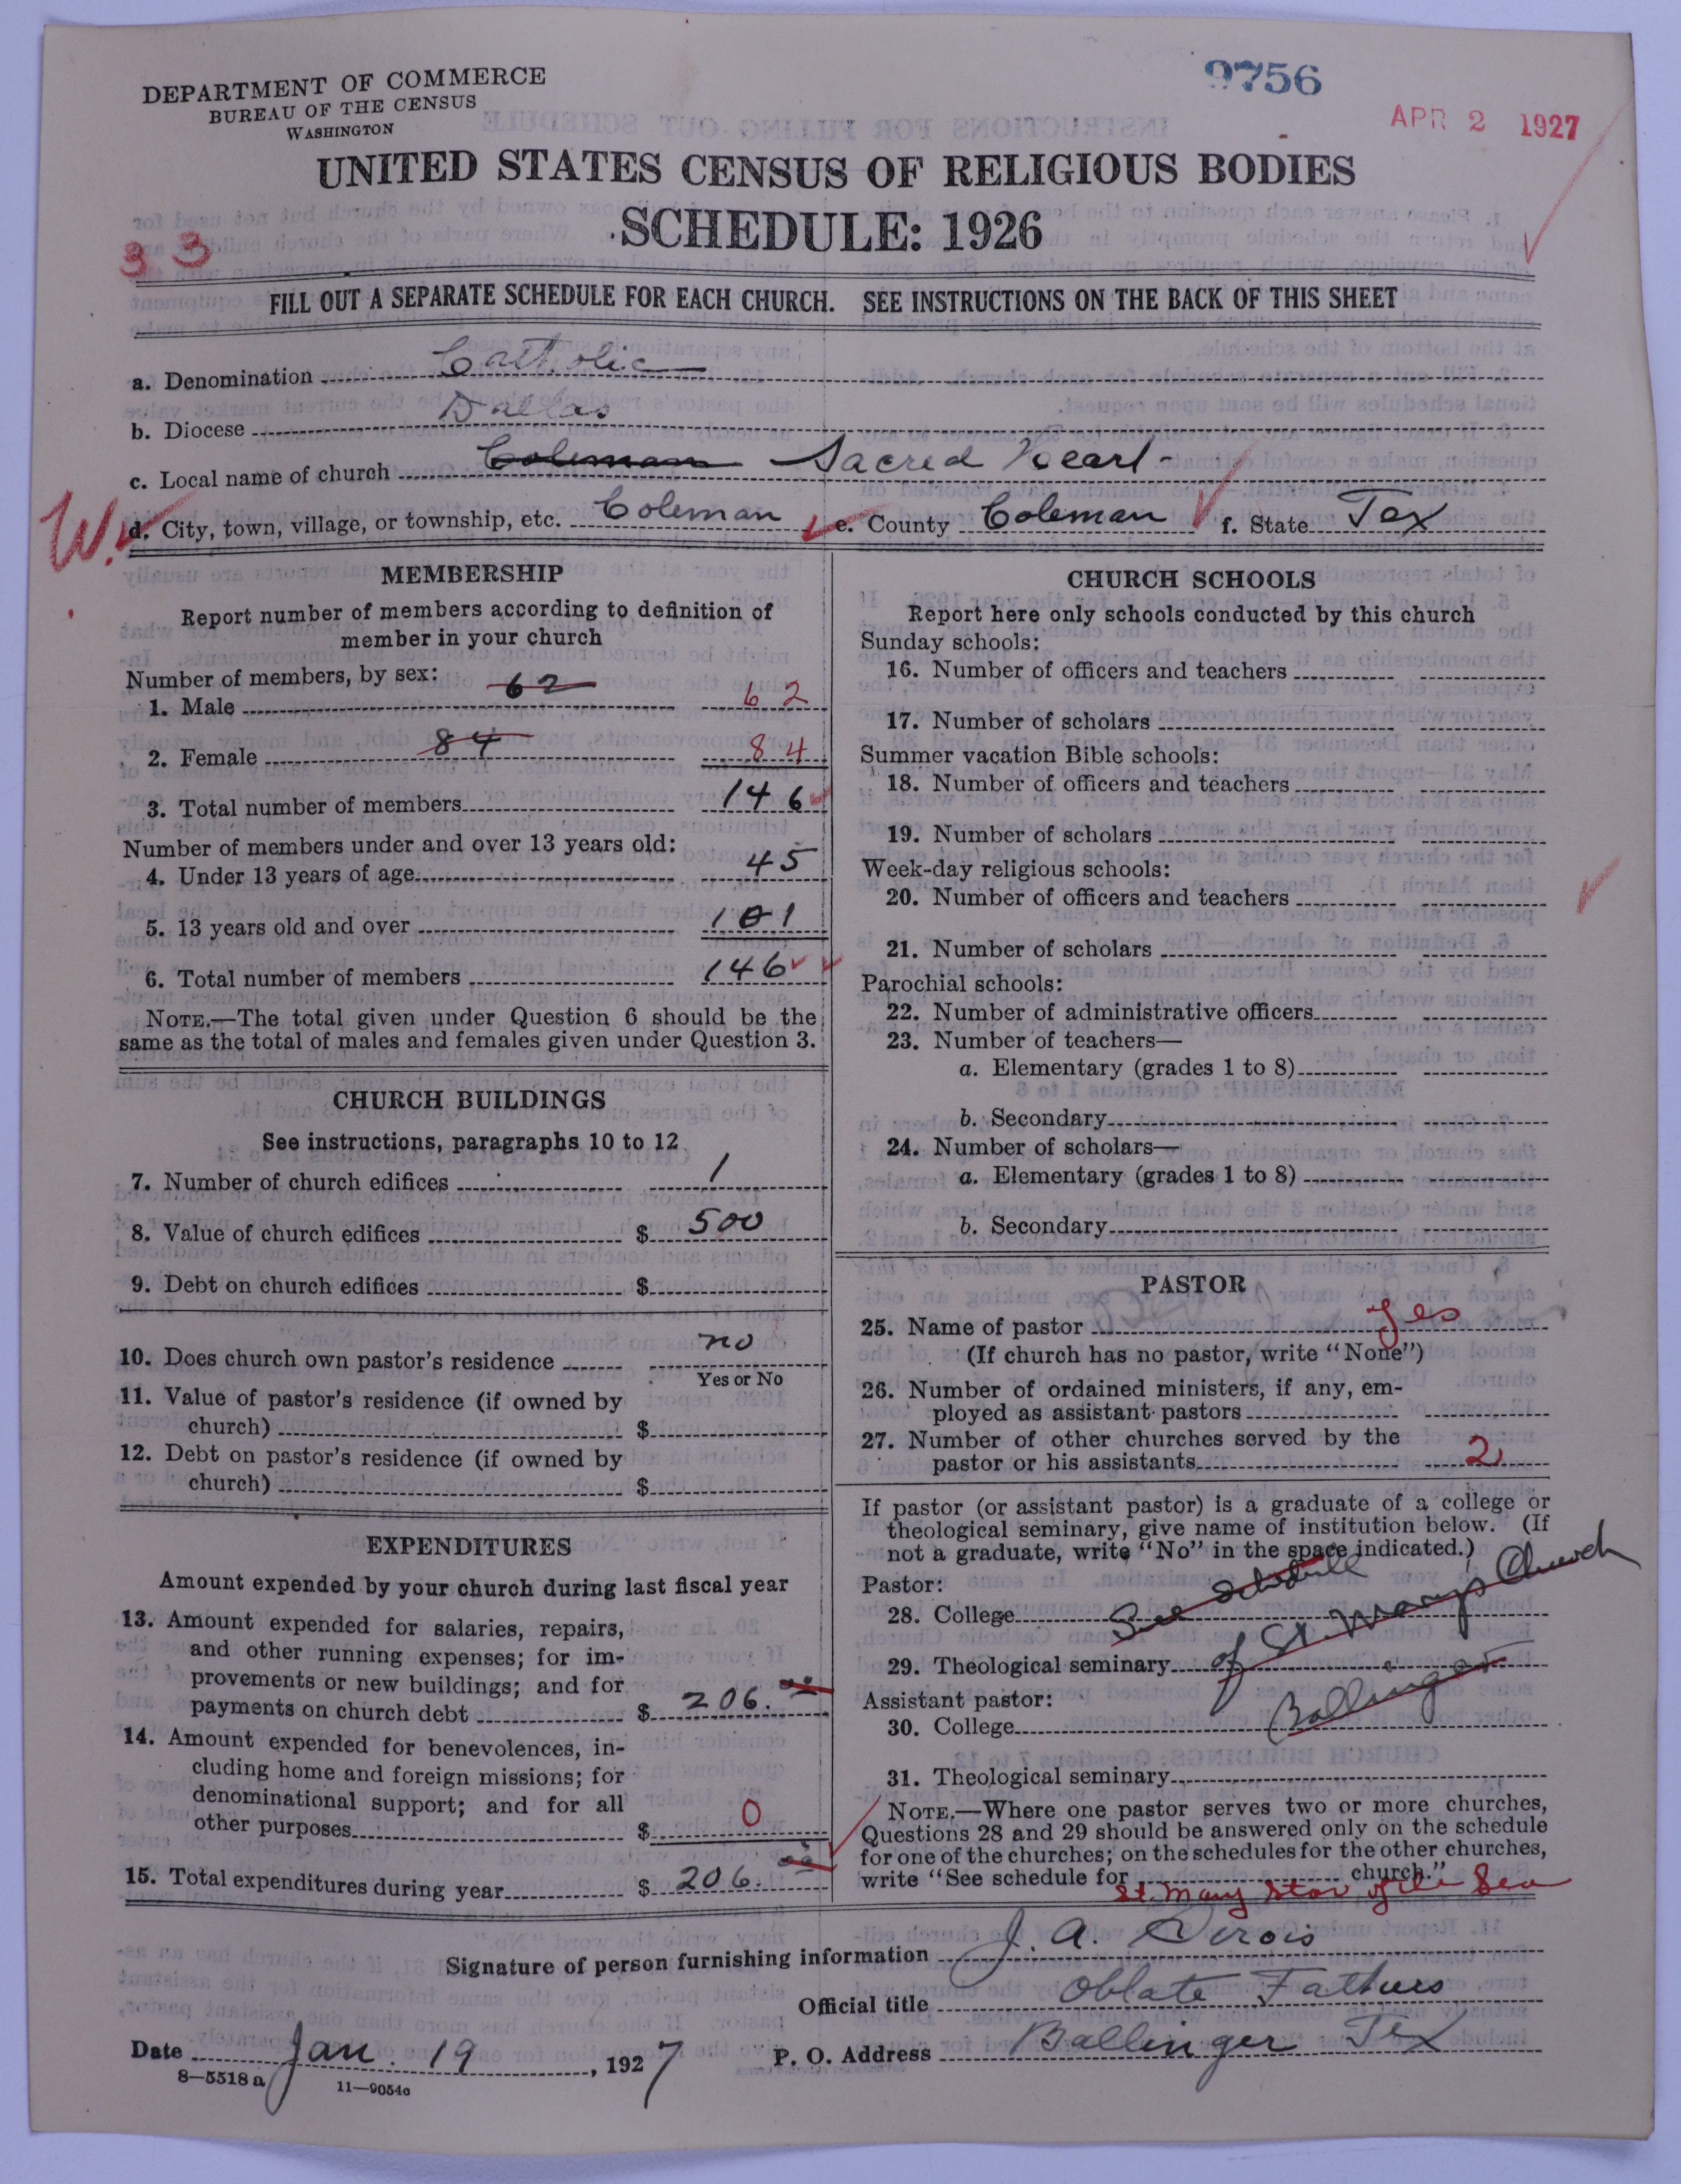 DEPARTMENT OF COMMERCE
BUREAU OF THE CENSUS
WASHINGTON
9756
APR 2 1927
UNITED STATES CENSUS OF RELIGIOUS BODIES
SCHEDULE: 1926
33
FILL OUT A SEPARATE SCHEDULE FOR EACH CHURCH. SEE INSTRUCTIONS ON THE BACK OF THIS SHEET
a. Denomination Catholic
b. Diocese Dallas
c. Local name of church Coleman Sacred Heart
W.
d. City, town, village, or township, etc. Coleman e. County Coleman f. State Tex
MEMBERSHIP
Report number of members according to definition of
member in your church
Number of members, by sex:
1. Male 62 62
2. Female 84 84
3. Total number of members 146
Number of members under and over 13 years old:
4. Under 13 years of age 45
5. 13 years old and over 101
6. Total number of members 146
NOTE.—The total given under Question 6 should be the
same as the total of males and females given under Question 3.
CHURCH BUILDINGS
See instructions, paragraphs 10 to 12
7. Number of church edifices 1
8. Value of church edifices $ 500
9. Debt on church edifices $
10. Does church own pastor's residence no
Yes or No
11. Value of pastor's residence (if owned by
church) $
12. Debt on pastor's residence (if owned by
church) $
EXPENDITURES
Amount expended by your church during last fiscal year
13. Amount expended for salaries, repairs,
and other running expenses; for im-
provements or new buildings; and for
payments on church debt $ 206.
14. Amount expended for benevolences, in-
cluding home and foreign missions; for
denominational support; and for all
other purposes $ 0
15. Total expenditures during year $ 206.
CHURCH SCHOOLS
Report here only schools conducted by this church
Sunday schools:
16. Number of officers and teachers
17. Number of scholars
Summer vacation Bible schools:
18. Number of officers and teachers
19. Number of scholars
Week-day religious schools:
20. Number of officers and teachers
21. Number of scholars
Parochial schools:
22. Number of administrative officers
23. Number of teachers—
a. Elementary (grades 1 to 8)
b. Secondary
24. Number of scholars—
a. Elementary (grades 1 to 8)
b. Secondary
PASTOR
25. Name of pastor yes
(If church has no pastor, write "None")
26. Number of ordained ministers, if any, em-
ployed as assistant pastors
27. Number of other churches served by the
pastor or his assistants 2
If pastor (or assistant pastor) is a graduate of a college or
theological seminary, give name of institution below. (If
not a graduate, write "No" in the space indicated.)
Pastor:
28. College See schedule
29. Theological seminary of St. Marys Church
Assistant pastor:
30. College Ballinger
31. Theological seminary
NOTE.—Where one pastor serves two or more churches,
Questions 28 and 29 should be answered only on the schedule
for one of the churches; on the schedules for the other churches,
write "See schedule for church."
St. Mary Star of the Sea
Signature of person furnishing information J. A. Sirois
Official title Oblate Fathers
Date Jan. 19, 1927 P. O. Address Ballinger Tex
8—5518 a 11—9054a